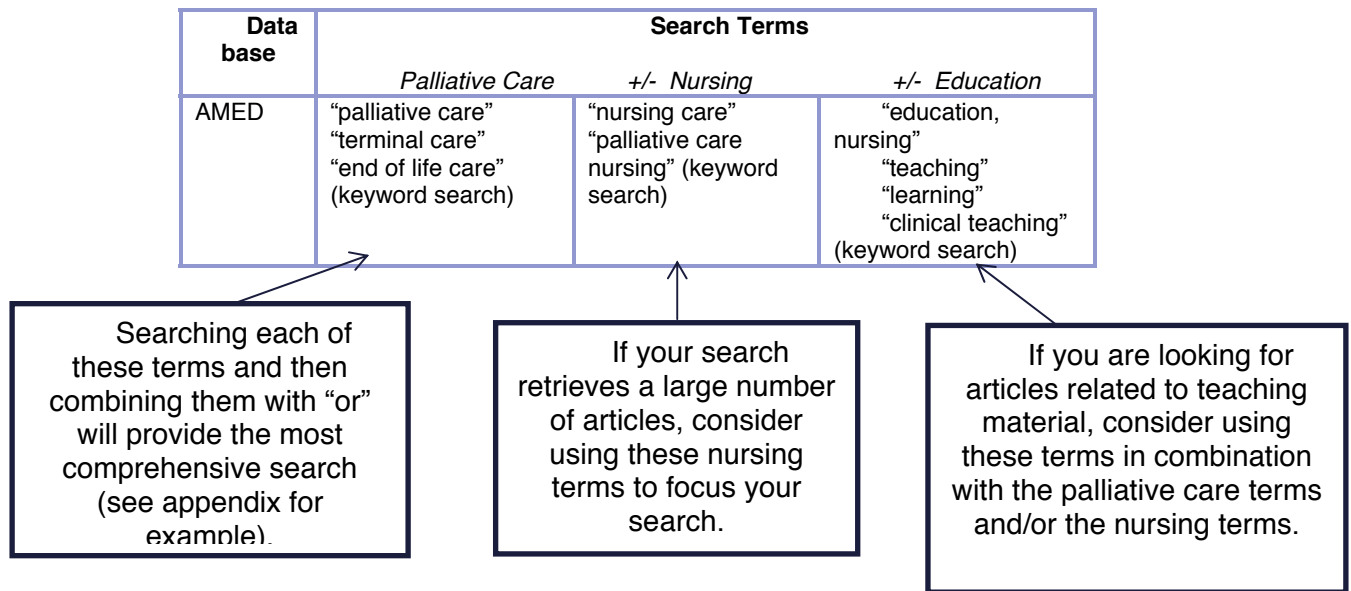 Data
base
Search Terms
Palliative Care
+/- Nursing
+/- Education
AMED
“palliative care”
“terminal care”
“end of life care”
(keyword search)
“nursing care”
“palliative care
nursing” (keyword
search)
“education,
nursing”
“teaching”
“learning”
“clinical teaching”
(keyword search)
Searching each of
these terms and then
combining them with “or”
will provide the most
comprehensive search
(see appendix for
example).
If your search
retrieves a large number
of articles, consider
using these nursing
terms to focus your
search.
If you are looking for
articles related to teaching
material, consider using
these terms in combination
with the palliative care terms
and/or the nursing terms.